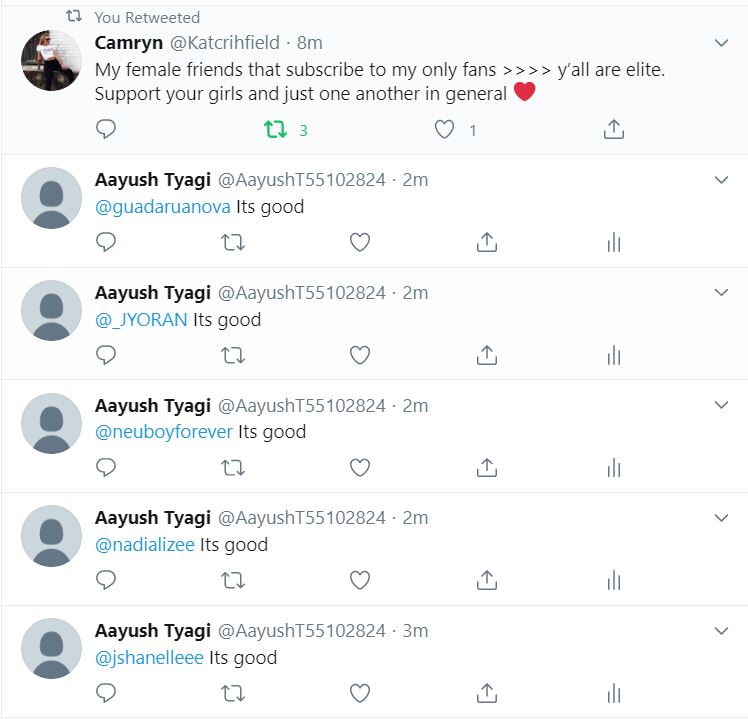 You Retweeted
Camryn @Katcrihfield · 8m
My female friends that subscribe to my only fans >>>> y'all are elite.
Support your girls and just one another in general ❤️
3 1
Aayush Tyagi @AayushT55102824 · 2m
@guadaruanova Its good
Aayush Tyagi @AayushT55102824 · 2m
@_JYORAN Its good
Aayush Tyagi @AayushT55102824 · 2m
@neuboyforever Its good
Aayush Tyagi @AayushT55102824 · 2m
@nadializee Its good
Aayush Tyagi @AayushT55102824 · 3m
@jshanelleee Its good